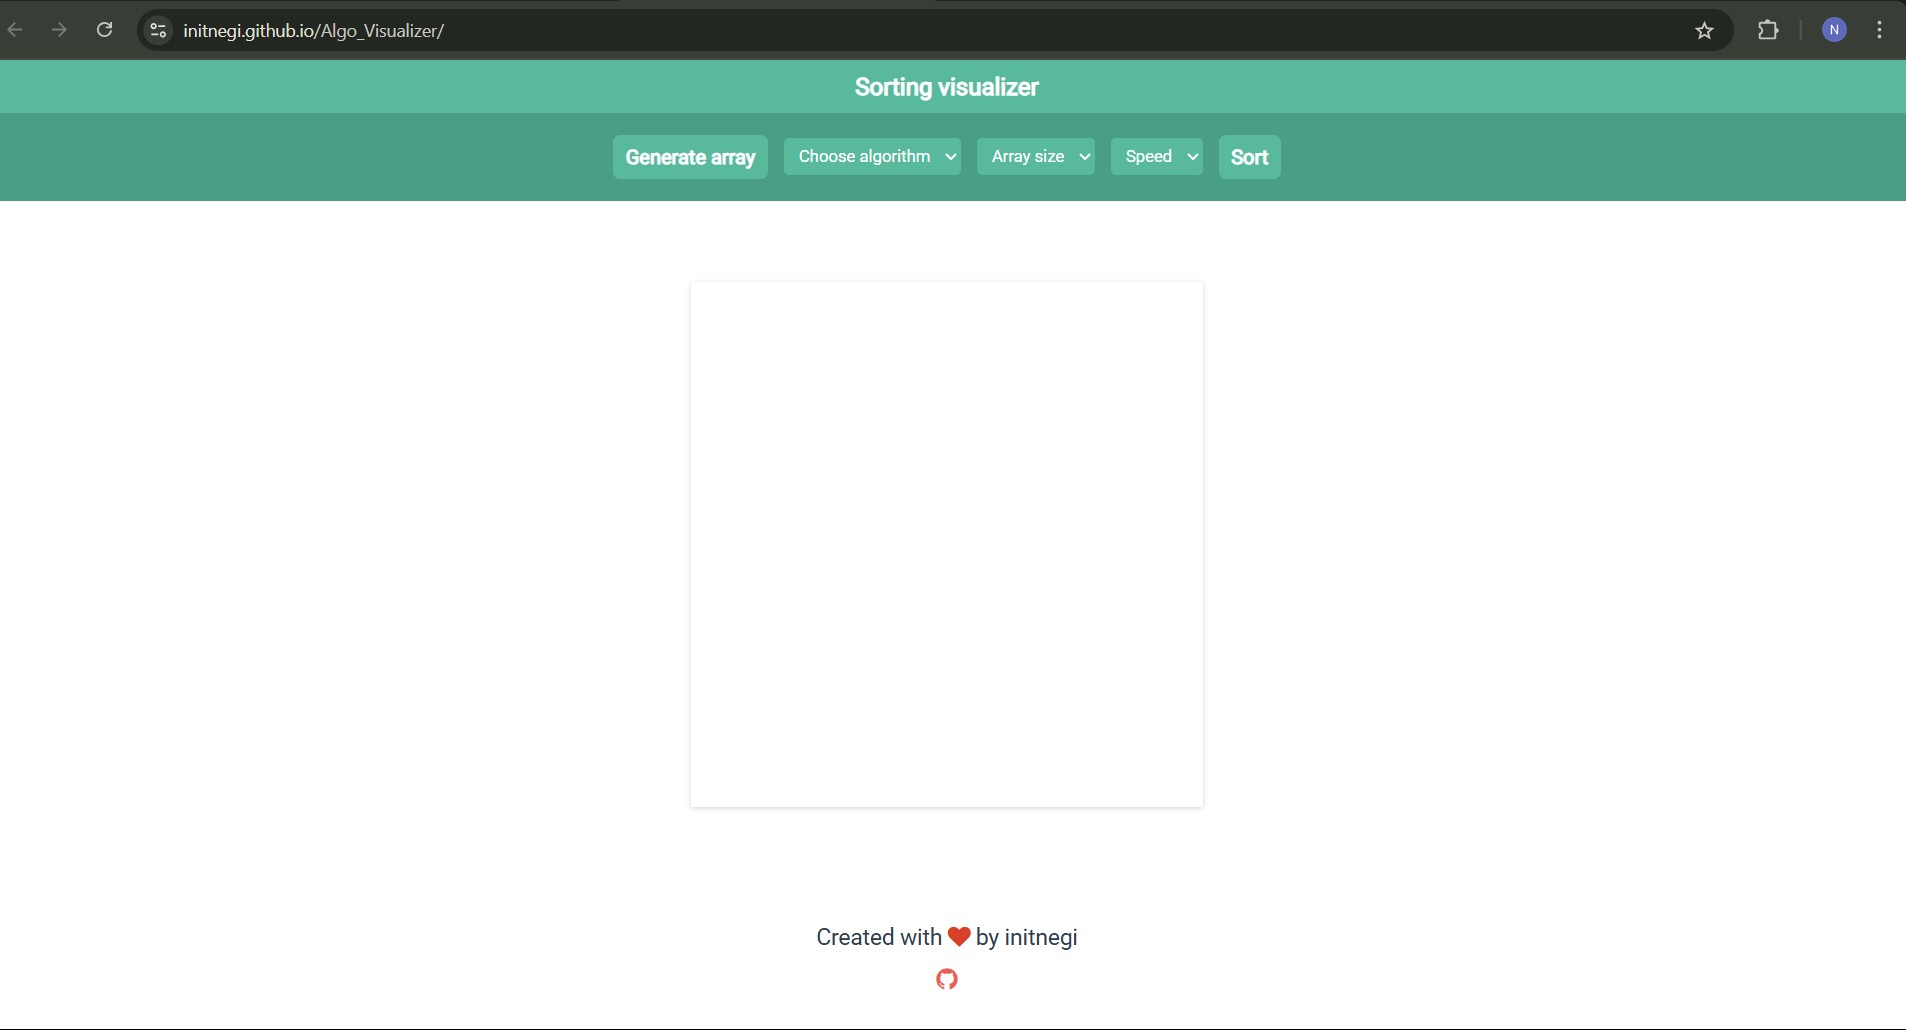 initnegi.github.io/Algo_Visualizer/
N
Sorting visualizer
Generate array Choose algorithm Array size Speed Sort
Created with ❤ by initnegi